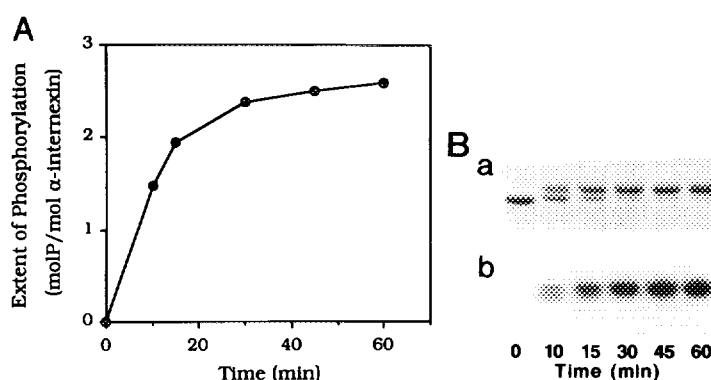 A
Extent of Phosphorylation
(molP/mol α-internexin)
3
2
1
0
0
20
40
60
Time (min)
B
a
b
0 10 15 30 45 60
Time (min)